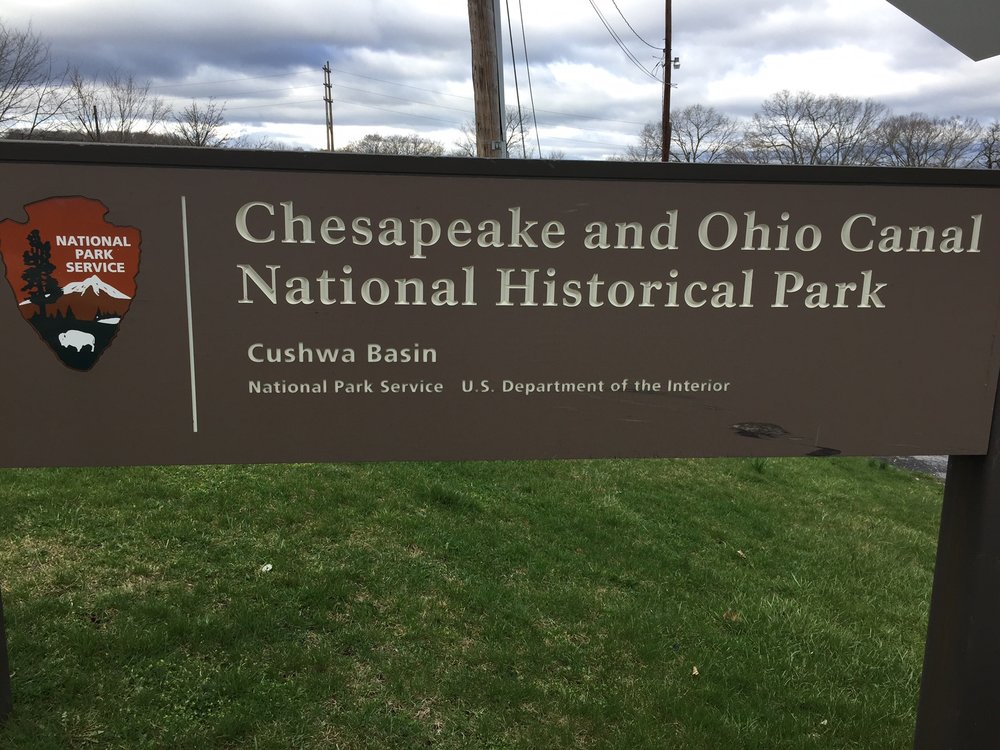 NATIONAL
PARK
SERVICE
Chesapeake and Ohio Canal
National Historical Park
Cushwa Basin
National Park Service U.S. Department of the Interior